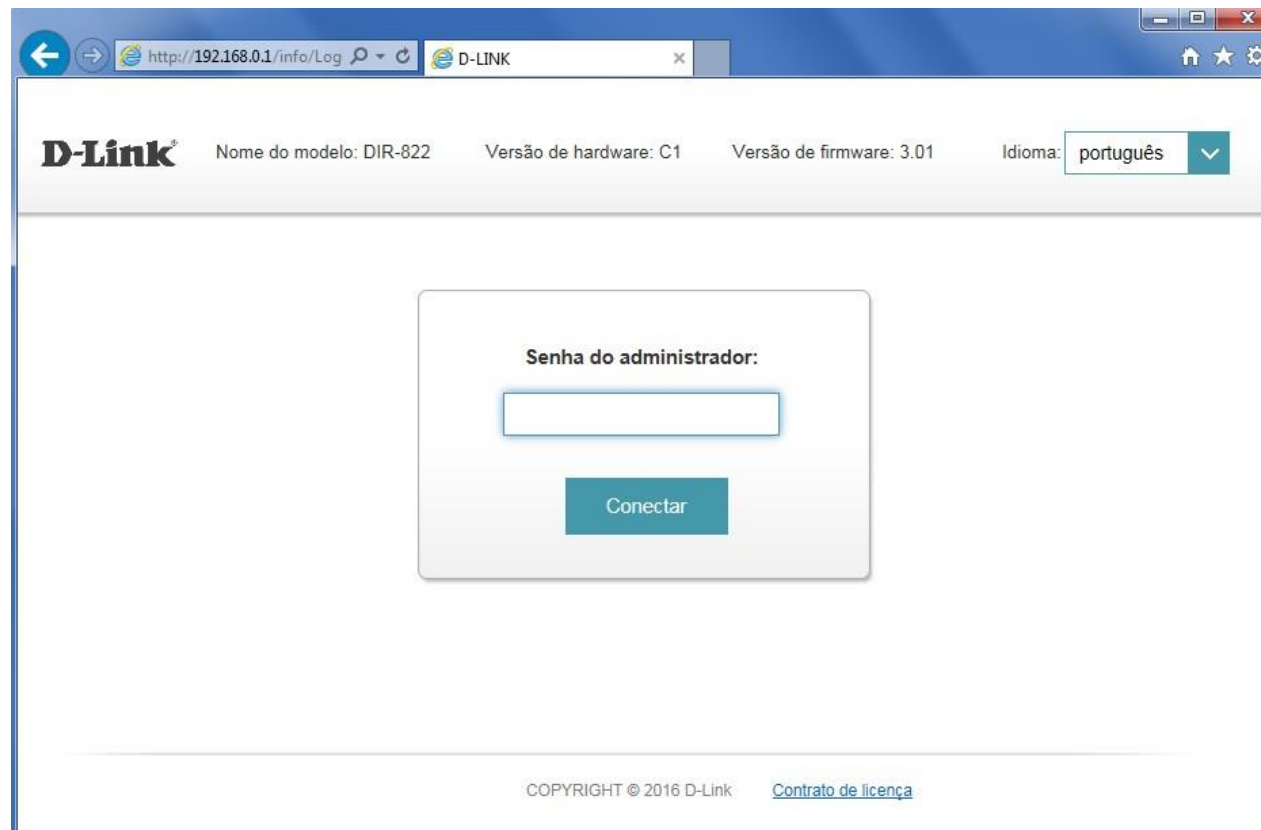 http://192.168.0.1/info/Log
D-LINK
D-Link Nome do modelo: DIR-822 Versão de hardware: C1 Versão de firmware: 3.01 Idioma: português
Senha do administrador:
Conectar
COPYRIGHT © 2016 D-Link Contrato de licença